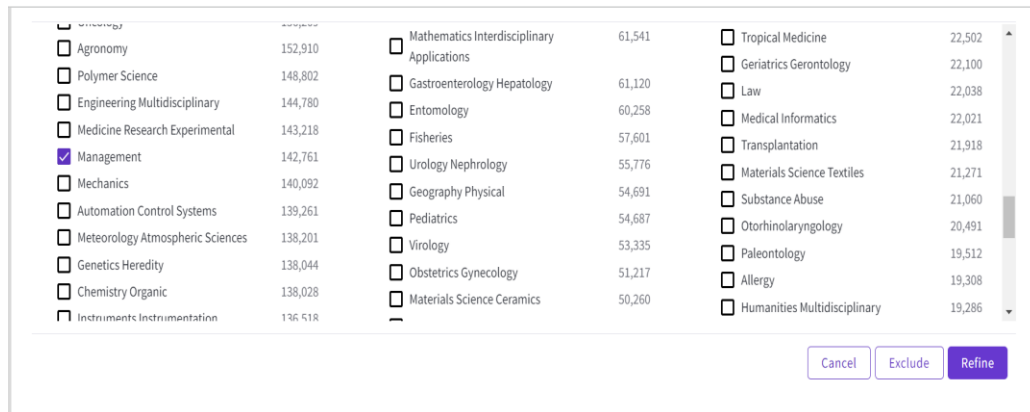 Oncology
Agronomy 152,910
Polymer Science 148,802
Engineering Multidisciplinary 144,780
Medicine Research Experimental 143,218
Management 142,761
Mechanics 140,092
Automation Control Systems 139,261
Meteorology Atmospheric Sciences 138,201
Genetics Heredity 138,044
Chemistry Organic 138,028
Instruments Instrumentation 136,518
Mathematics Interdisciplinary 61,541
Applications
Gastroenterology Hepatology 61,120
Entomology 60,258
Fisheries 57,601
Urology Nephrology 55,776
Geography Physical 54,691
Pediatrics 54,687
Virology 53,335
Obstetrics Gynecology 51,217
Materials Science Ceramics 50,260
Tropical Medicine 22,502
Geriatrics Gerontology 22,100
Law 22,038
Medical Informatics 22,021
Transplantation 21,918
Materials Science Textiles 21,271
Substance Abuse 21,060
Otorhinolaryngology 20,491
Paleontology 19,512
Allergy 19,308
Humanities Multidisciplinary 19,286
Cancel Exclude Refine